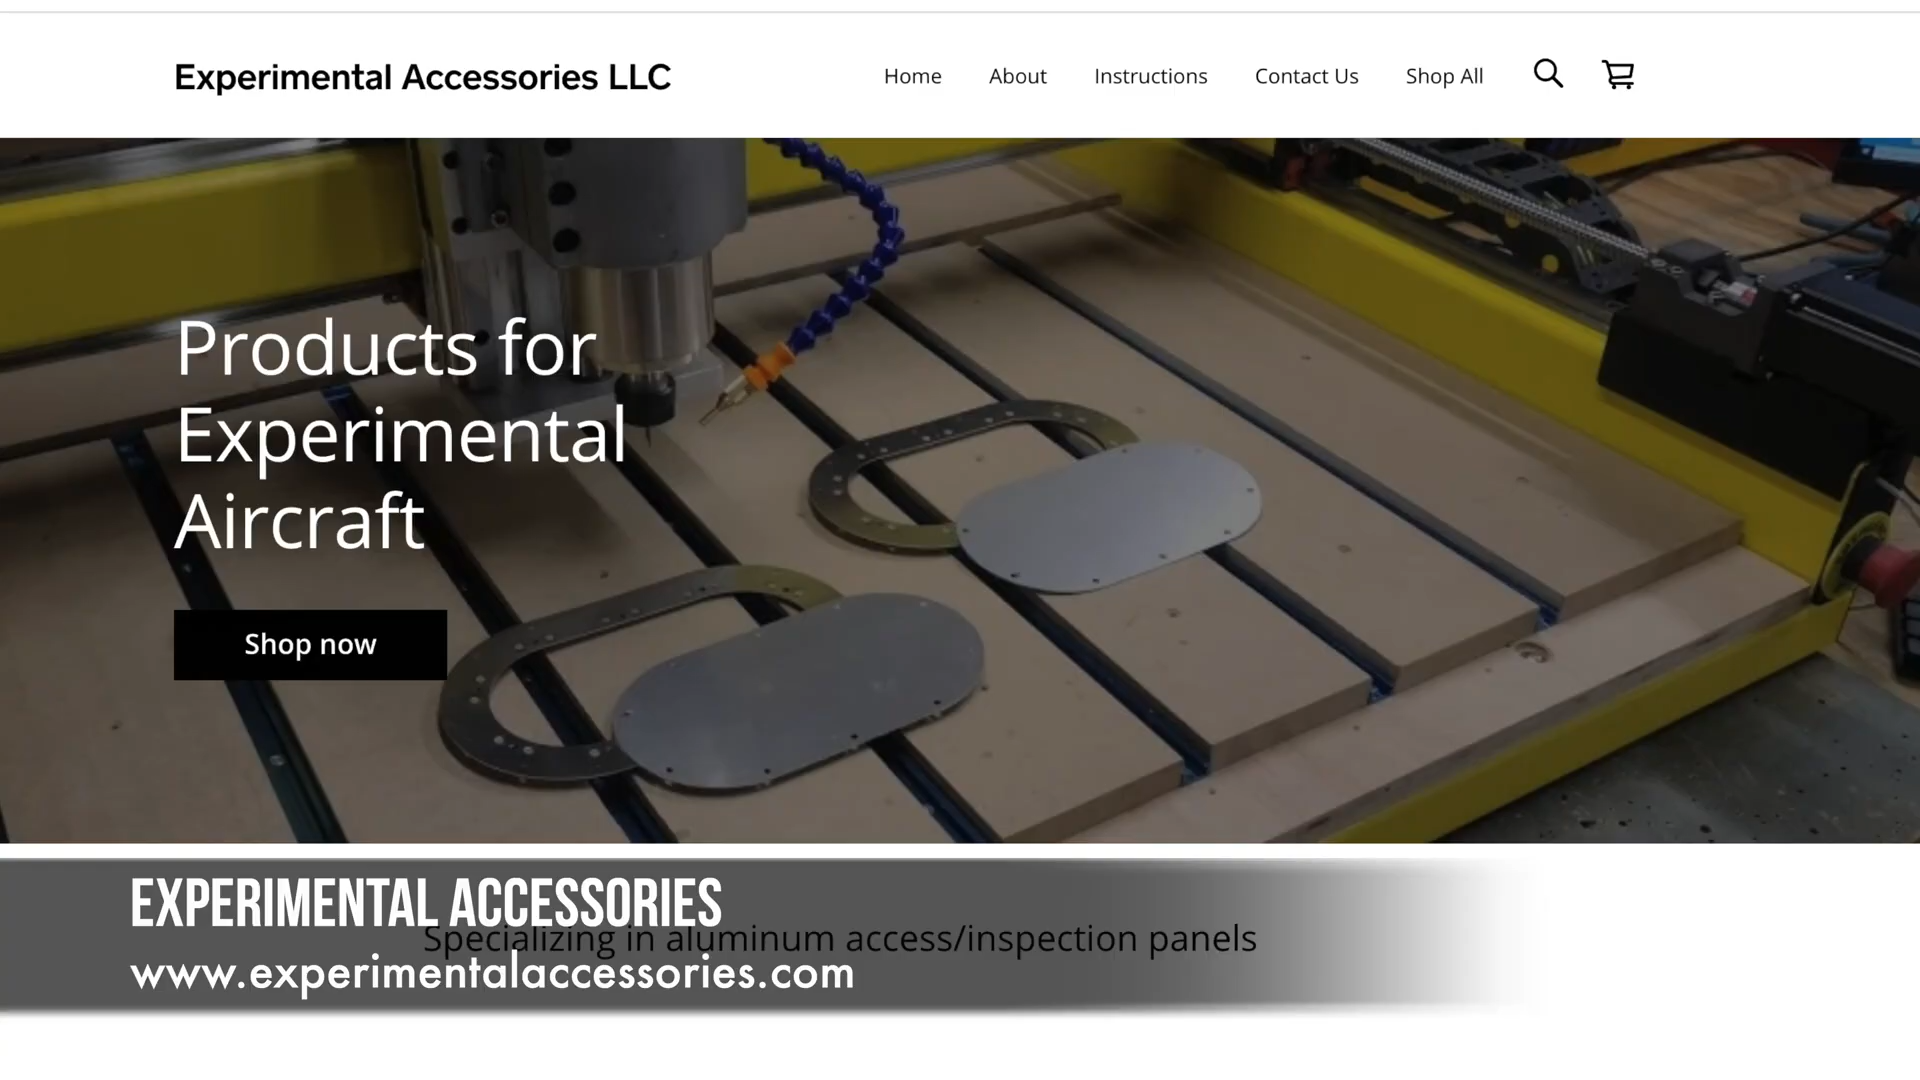 Experimental Accessories LLC
Home About Instructions Contact Us Shop All
Products for
Experimental
Aircraft
Shop now
EXPERIMENTAL ACCESSORIES
Specializing in aluminum access/inspection panels
www.experimentalaccessories.com